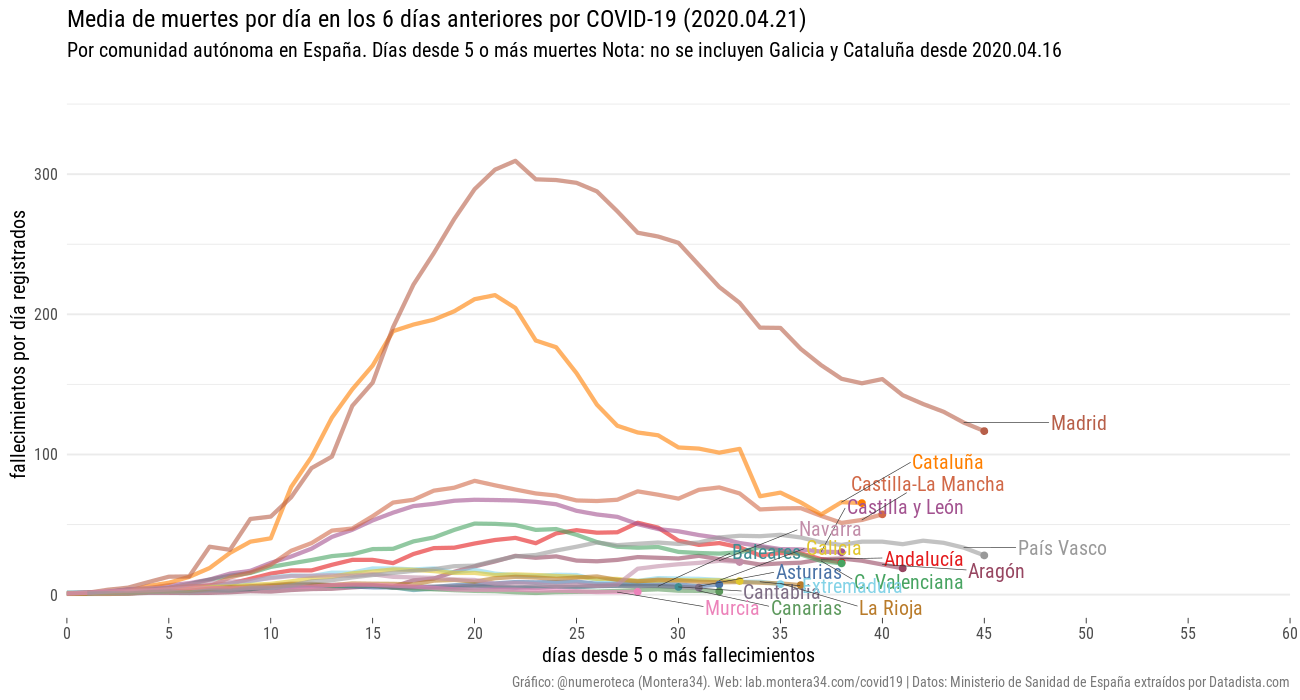 Media de muertes por día en los 6 días anteriores por COVID-19 (2020.04.21)
Por comunidad autónoma en España. Días desde 5 o más muertes Nota: no se incluyen Galicia y Cataluña desde 2020.04.16
fallecimientos por día registrados
300
200
100
0
Madrid
Cataluña
Castilla-La Mancha
Castilla y León
Navarra
Galicia
Baleares
País Vasco
Andalucía
Aragón
Asturias
C. Valenciana
Extremadura
Cantabria
Murcia
Canarias
La Rioja
0 5 10 15 20 25 30 35 40 45 50 55 60
días desde 5 o más fallecimientos
Gráfico: @numeroteca (Montera34). Web: lab.montera34.com/covid19 | Datos: Ministerio de Sanidad de España extraídos por Datadista.com